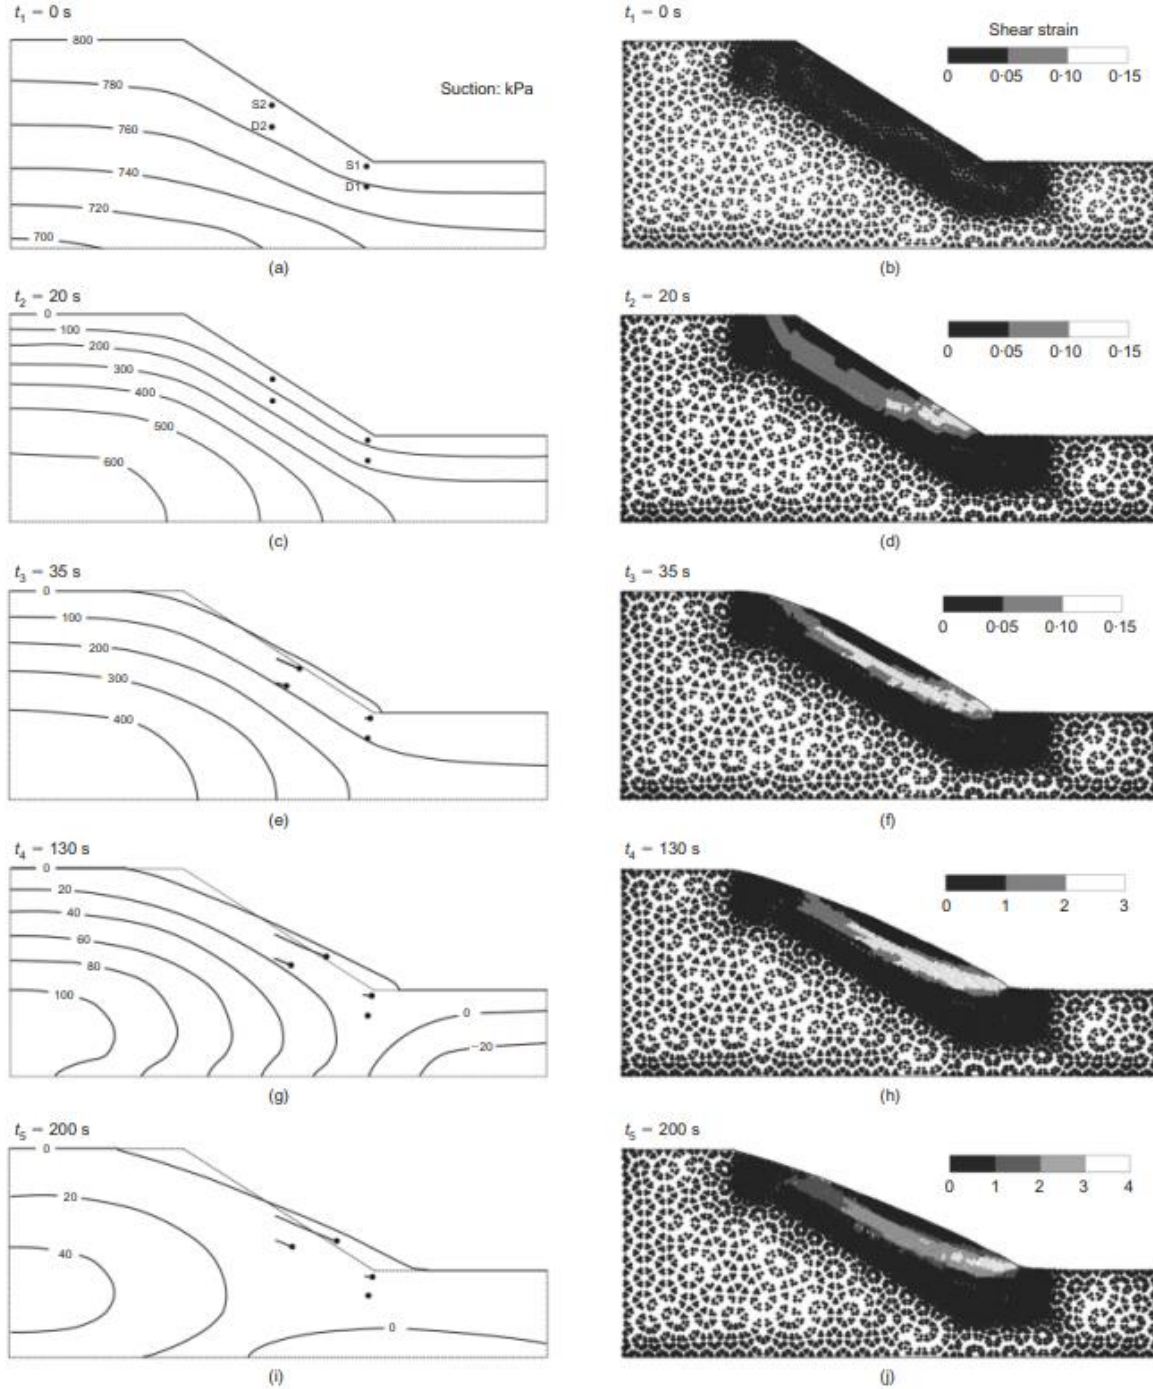 t₁ = 0 s
800
780
760
740
720
700
S2
D2
S1
D1
Suction: kPa
(a)
t₁ = 0 s
Shear strain
0 0·05 0·10 0·15
(b)
t₂ = 20 s
0
100
200
300
400
500
600
(c)
t₂ = 20 s
0 0·05 0·10 0·15
(d)
t₃ = 35 s
0
100
200
300
400
(e)
t₃ = 35 s
0 0·05 0·10 0·15
(f)
t₄ = 130 s
0
20
40
60
80
100
0
−20
(g)
t₄ = 130 s
0 1 2 3
(h)
t₅ = 200 s
0
20
40
0
(i)
t₅ = 200 s
0 1 2 3 4
(j)